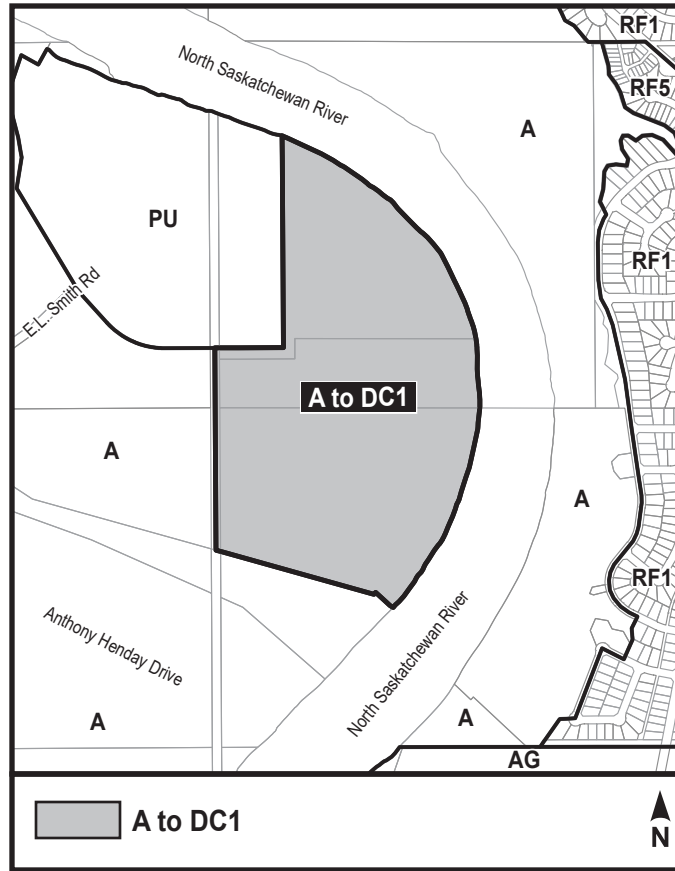 RF1
North Saskatchewan River
RF5
A
PU
RF1
E.L. Smith Rd
A to DC1
A
A
RF1
Anthony Henday Drive
North Saskatchewan River
A
A
AG
A to DC1
N